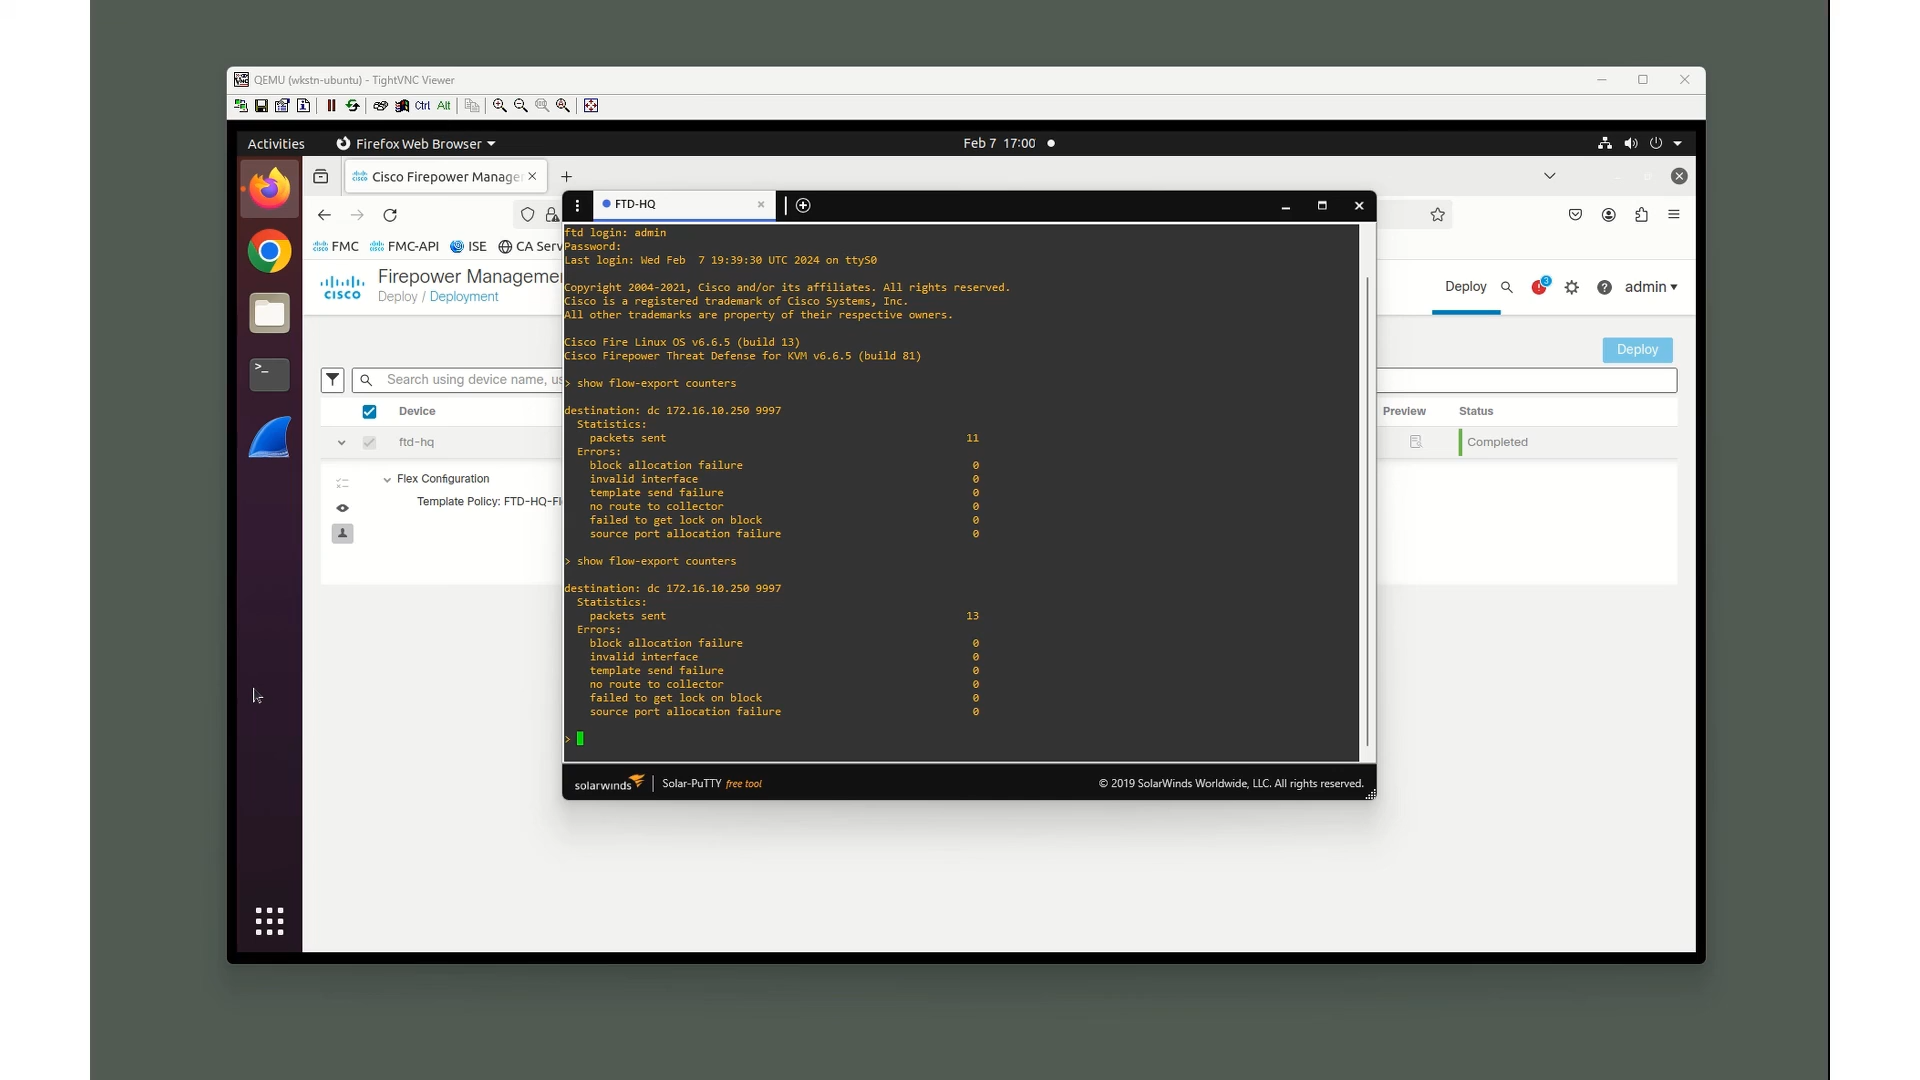 QEMU (wkstn-ubuntu) - TightVNC Viewer
Ctrl Alt
Activities
Firefox Web Browser
Feb 7 17:00
Cisco Firepower Manage
FTD-HQ
FMC
FMC-API
ISE
CA Serv
Firepower Manageme
Deploy / Deployment
cisco
Deploy
3
admin
Deploy
Search using device name, us
Device
Preview
Status
ftd-hq
Completed
Flex Configuration
Template Policy: FTD-HQ-Fl
ftd login: admin
Password:
Last login: Wed Feb  7 19:39:30 UTC 2024 on ttyS0
Copyright 2004-2021, Cisco and/or its affiliates. All rights reserved.
Cisco is a registered trademark of Cisco Systems, Inc.
All other trademarks are property of their respective owners.
Cisco Fire Linux OS v6.6.5 (build 13)
Cisco Firepower Threat Defense for KVM v6.6.5 (build 81)
> show flow-export counters
destination: dc 172.16.10.250 9997
Statistics:
packets sent 11
Errors:
block allocation failure 0
invalid interface 0
template send failure 0
no route to collector 0
failed to get lock on block 0
source port allocation failure 0
> show flow-export counters
destination: dc 172.16.10.250 9997
Statistics:
packets sent 13
Errors:
block allocation failure 0
invalid interface 0
template send failure 0
no route to collector 0
failed to get lock on block 0
source port allocation failure 0
>
solarwinds
Solar-PuTTY free tool
© 2019 SolarWinds Worldwide, LLC. All rights reserved.